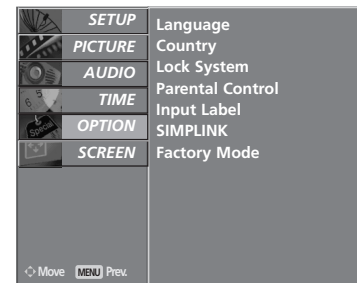 SETUP
PICTURE
AUDIO
TIME
OPTION
SCREEN
Move MENU Prev.
Language
Country
Lock System
Parental Control
Input Label
SIMPLINK
Factory Mode
Special